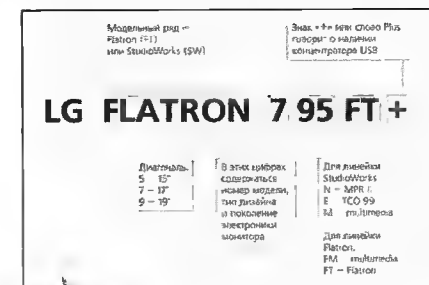 Модельный ряд —
Flatron (FT)
или StudioWorks (SW)
Знак «+» или слово Plus
говорит о наличии
концентратора USB
LG FLATRON 7 95 FT +
Диагональ
5 15"
7 – 17"
9 – 19"
В этих цифрах
содержаться
номер модели,
тип дизайна
и поколение
электроники
монитора
Для линейки
StudioWorks
N – MPR
E TCO 99
M multimedia
Для линейки
Flatron,
FM multimedia
FT – Flatron